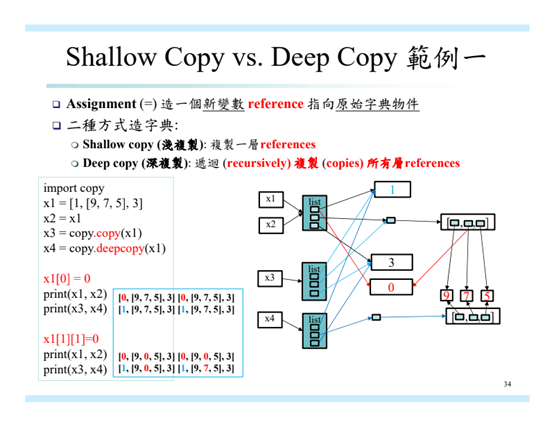 Shallow Copy vs. Deep Copy 範例一
Assignment (=) 造一個新變數 reference 指向原始字典物件
二種方式造字典:
Shallow copy (淺複製): 複製一層references
Deep copy (深複製): 遞迴 (recursively) 複製 (copies) 所有層references
import copy
x1 = [1, [9, 7, 5], 3]
x2 = x1
x3 = copy.copy(x1)
x4 = copy.deepcopy(x1)
x1[0] = 0
print(x1, x2)
[0, [9, 7, 5], 3] [0, [9, 7, 5], 3]
print(x3, x4)
[1, [9, 7, 5], 3] [1, [9, 7, 5], 3]
x1[1][1]=0
print(x1, x2)
[0, [9, 0, 5], 3] [0, [9, 0, 5], 3]
print(x3, x4)
[1, [9, 0, 5], 3] [1, [9, 7, 5], 3]
x1
x2
x3
x4
list
list
list
1
3
0
[ , , ]
9 7 5
[ , , ]
34